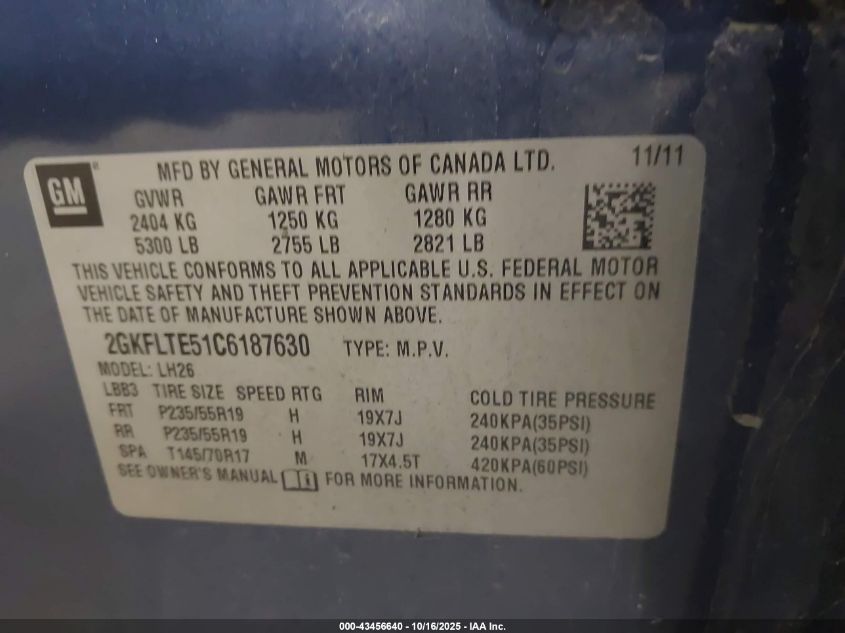 GM
MFD BY GENERAL MOTORS OF CANADA LTD. 11/11
GVWR GAWR FRT GAWR RR
2404 KG 1250 KG 1280 KG
5300 LB 2755 LB 2821 LB
THIS VEHICLE CONFORMS TO ALL APPLICABLE U.S. FEDERAL MOTOR
VEHICLE SAFETY AND THEFT PREVENTION STANDARDS IN EFFECT ON
THE DATE OF MANUFACTURE SHOWN ABOVE.
2GKFLTE51C6187630 TYPE: M.P.V.
MODEL: LH26
LBB3 TIRE SIZE SPEED RTG RIM COLD TIRE PRESSURE
FRT P235/55R19 H 19X7J 240KPA(35PSI)
RR P235/55R19 H 19X7J 240KPA(35PSI)
SPA T145/70R17 M 17X4.5T 420KPA(60PSI)
SEE OWNER'S MANUAL FOR MORE INFORMATION.
000-43456640 - 10/16/2025 - IAA Inc.